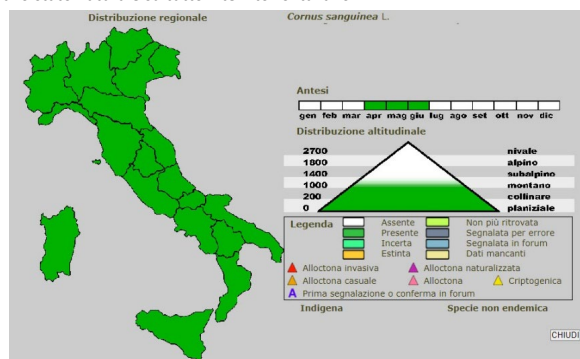 Distribuzione regionale
Cornus sanguinea L.
Antesi
gen feb mar apr mag giu lug ago set ott nov dic
Distribuzione altitudinale
2700 nivale
1800 alpino
1400 subalpino
1000 montano
200 collinare
0 planiziale
Legenda
Assente Non più ritrovata
Presente Segnalata per errore
Incerta Segnalata in forum
Estinta Dati mancanti
Alloctona invasiva Alloctona naturalizzata
Alloctona casuale Alloctona Criptogenica
A Prima segnalazione o conferma in forum
Indigena Specie non endemica
CHIUDI